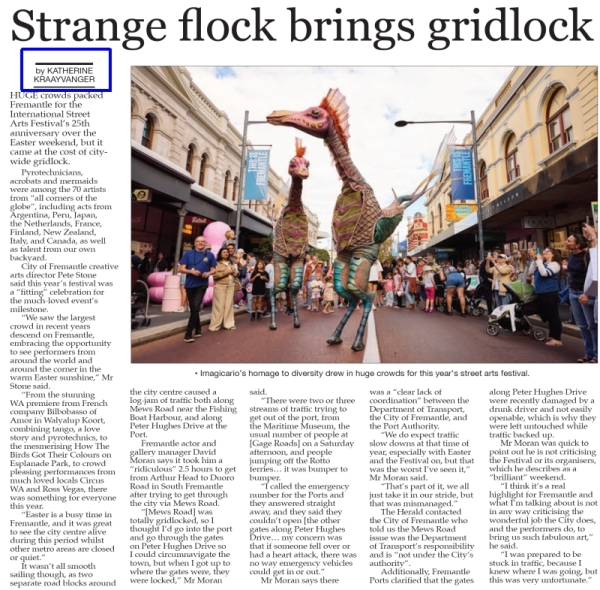 Strange flock brings gridlock
by KATHERINE
KRAAYVANGER
HUGE crowds packed
Fremantle for the
International Street
Arts Festival's 25th
anniversary over the
Easter weekend, but it
came at the cost of city-
wide gridlock.
Pyrotechnicians,
acrobats and mermaids
were among the 70 artists
from "all corners of the
globe", including acts from
Argentina, Peru, Japan,
the Netherlands, France,
Finland, New Zealand,
Italy, and Canada, as well
as talent from our own
backyard.
City of Fremantle creative
arts director Pete Stone
said this year's festival was
a "fitting" celebration for
the much-loved event's
milestone.
"We saw the largest
crowd in recent years
descend on Fremantle,
embracing the opportunity
to see performers from
around the world and
around the corner in the
warm Easter sunshine," Mr
Stone said.
"From the stunning
WA premiere from French
company Bilbobasso of
Amor in Walyalup Koort,
combining tango, a love
story and pyrotechnics, to
the mesmerising How The
Birds Got Their Colours on
Esplanade Park, to crowd
pleasing performances from
much loved locals Circus
WA and Ross Vegas, there
was something for everyone
this year.
"Easter is a busy time in
Fremantle, and it was great
to see the city centre alive
during this period whilst
other metro areas are closed
or quiet."
It wasn't all smooth
sailing though, as two
separate road blocks around
FREMANTLE
FREMANTLE
• Imagicario's homage to diversity drew in huge crowds for this year's street arts festival.
the city centre caused a
log-jam of traffic both along
Mews Road near the Fishing
Boat Harbour, and along
Peter Hughes Drive at the
Port.
Fremantle actor and
gallery manager David
Moran says it took him a
"ridiculous" 2.5 hours to get
from Arthur Head to Duoro
Road in South Fremantle
after trying to get through
the city via Mews Road.
"[Mews Road] was
totally gridlocked, so I
thought I'd go into the port
and go through the gates
on Peter Hughes Drive so
I could circumnavigate the
town, but when I got up to
where the gates were, they
were locked," Mr Moran
said.
"There were two or three
streams of traffic trying to
get out of the port, from
the Maritime Museum, the
usual number of people at
[Gage Roads] on a Saturday
afternoon, and people
jumping off the Rotto
ferries… it was bumper to
bumper.
"I called the emergency
number for the Ports and
they answered straight
away, and they said they
couldn't open [the other
gates along Peter Hughes
Drive… my concern was
that if someone fell over or
had a heart attack, there was
no way emergency vehicles
could get in or out."
Mr Moran says there
was a "clear lack of
coordination" between the
Department of Transport,
the City of Fremantle, and
the Port Authority.
"We do expect traffic
slow downs at that time of
year, especially with Easter
and the Festival on, but that
was the worst I've seen it,"
Mr Moran said.
"That's part of it, we all
just take it in our stride, but
that was mismanaged."
The Herald contacted
the City of Fremantle who
told us the Mews Road
issue was the Department
of Transport's responsibility
and is "not under the City's
authority".
Additionally, Fremantle
Ports clarified that the gates
along Peter Hughes Drive
were recently damaged by a
drunk driver and not easily
openable, which is why they
were left untouched while
traffic backed up.
Mr Moran was quick to
point out he is not criticising
the Festival or its organisers,
which he describes as a
"brilliant" weekend.
"I think it's a real
highlight for Fremantle and
what I'm talking about is not
in any way criticising the
wonderful job the City does,
and the performers do, to
bring us such fabulous art,"
he said.
"I was prepared to be
stuck in traffic, because I
knew where I was going, but
this was very unfortunate."